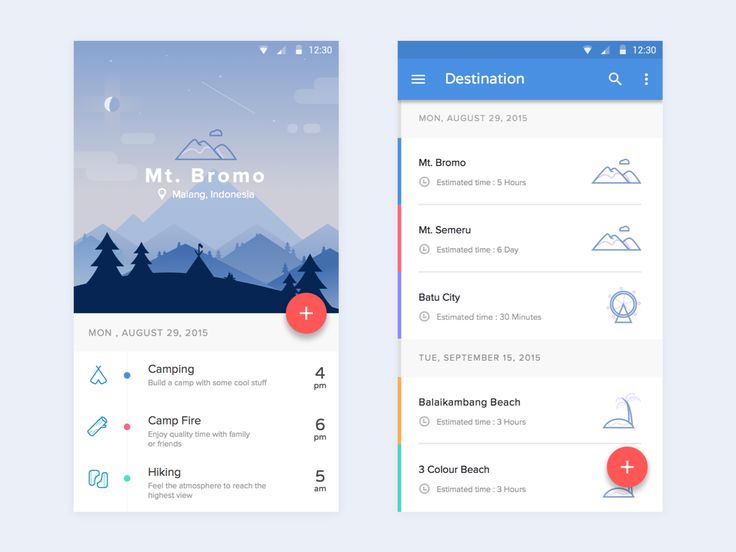 12:30
Mt. Bromo
Malang, Indonesia
MON , AUGUST 29, 2015
Camping
Build a camp with some cool stuff
4
pm
Camp Fire
Enjoy quality time with family
or friends
6
pm
Hiking
Feel the atmosphere to reach the
highest view
5
am
12:30
Destination
MON, AUGUST 29, 2015
Mt. Bromo
Estimated time : 5 Hours
Mt. Semeru
Estimated time : 6 Day
Batu City
Estimated time : 30 Minutes
TUE, SEPTEMBER 15, 2015
Balaikambang Beach
Estimated time : 3 Hours
3 Colour Beach
Estimated time : 3 Hours